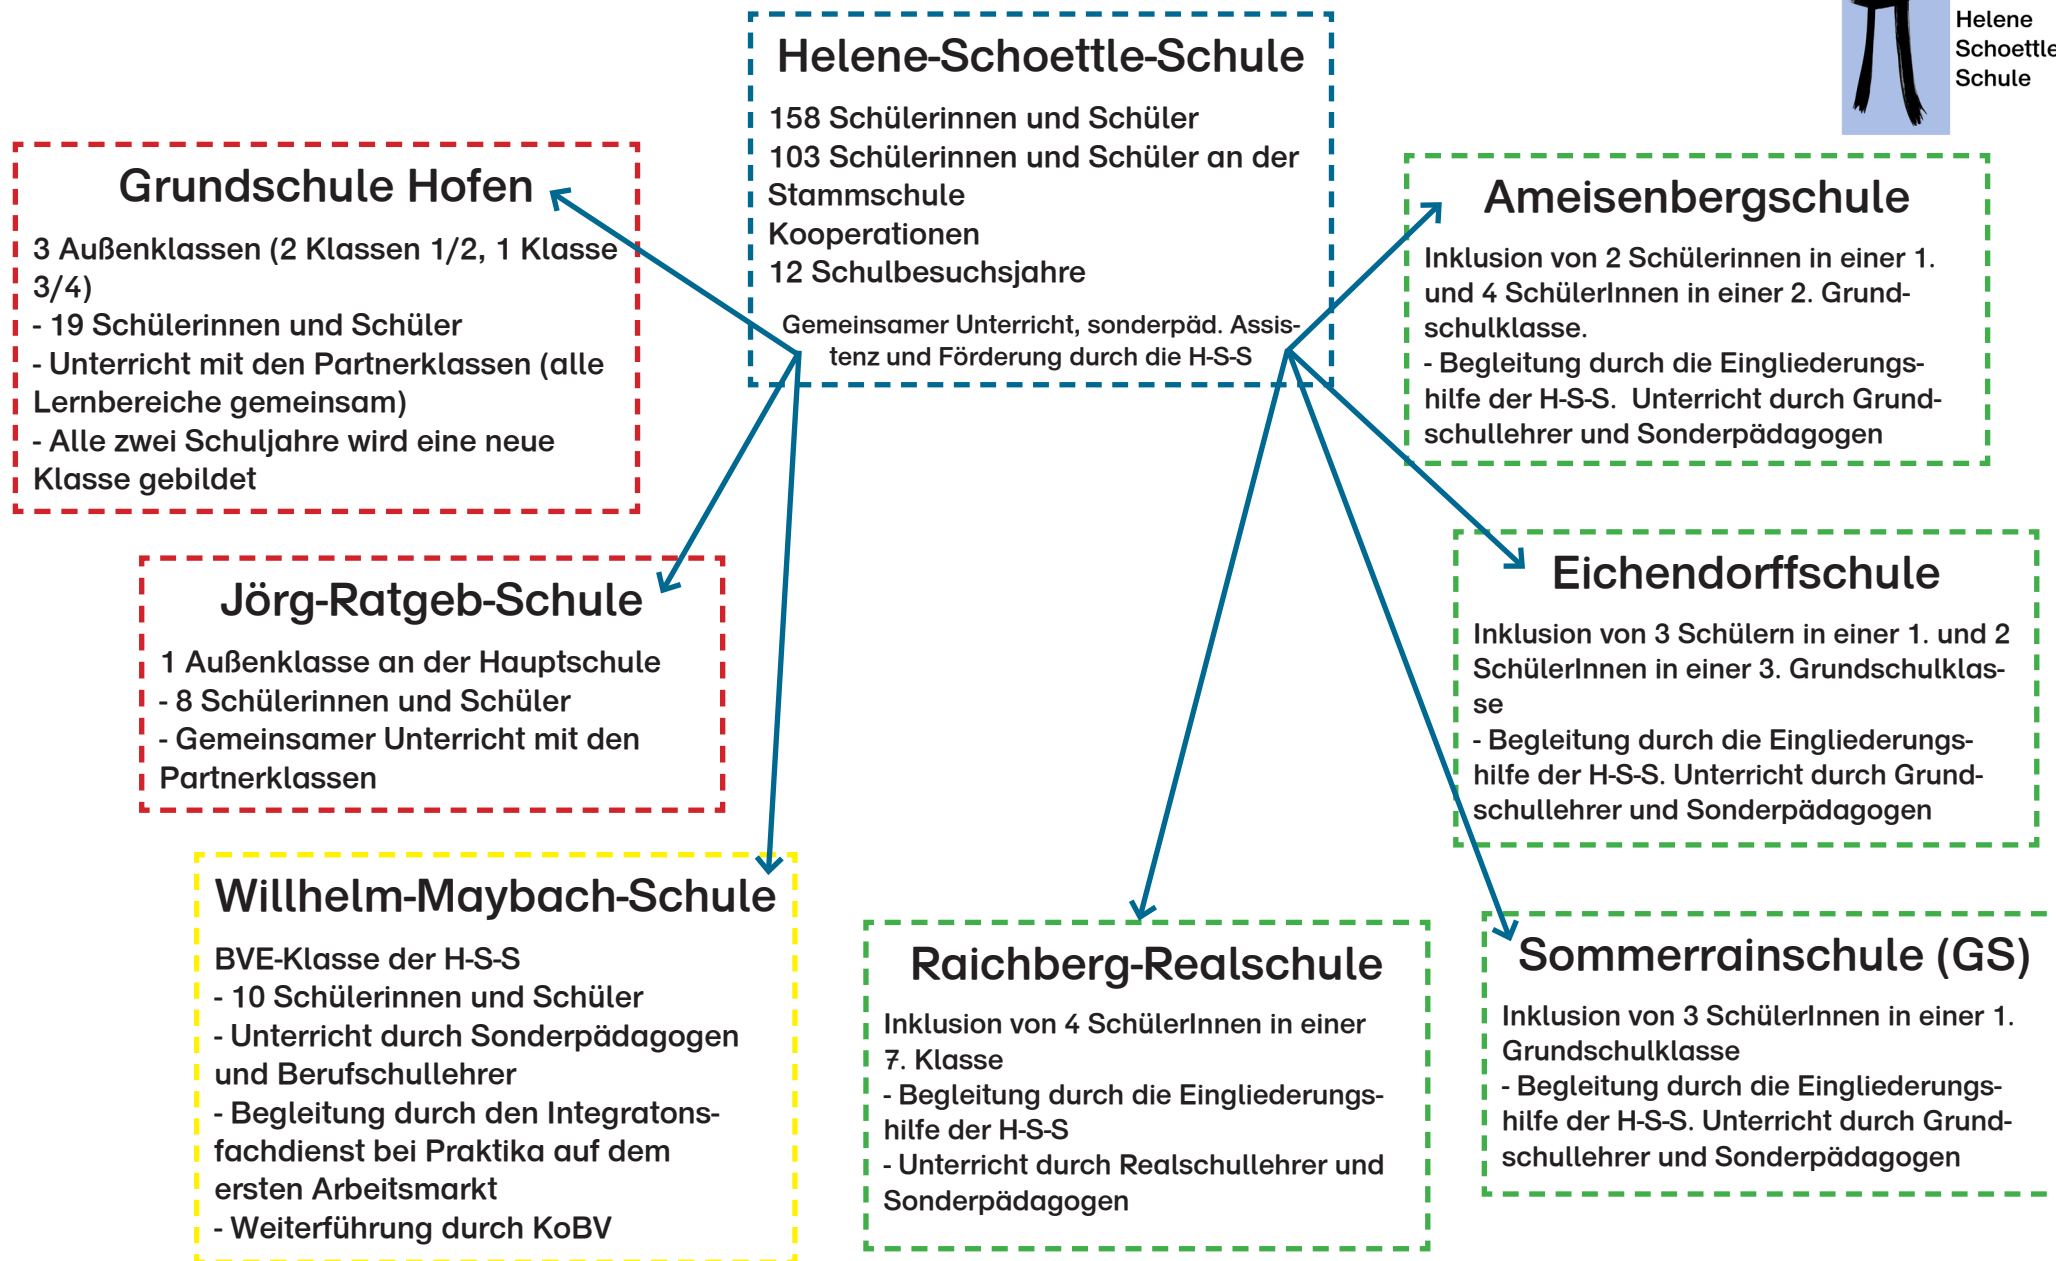 Helene
Schoettle
Schule
Helene-Schoettle-Schule
158 Schülerinnen und Schüler
103 Schülerinnen und Schüler an der
Stammschule
Kooperationen
12 Schulbesuchsjahre
Gemeinsamer Unterricht, sonderpäd. Assis-
tenz und Förderung durch die H-S-S
Grundschule Hofen
3 Außenklassen (2 Klassen 1/2, 1 Klasse
3/4)
- 19 Schülerinnen und Schüler
- Unterricht mit den Partnerklassen (alle
Lernbereiche gemeinsam)
- Alle zwei Schuljahre wird eine neue
Klasse gebildet
Ameisenbergschule
Inklusion von 2 Schülerinnen in einer 1.
und 4 SchülerInnen in einer 2. Grund-
schulklasse.
- Begleitung durch die Eingliederungs-
hilfe der H-S-S. Unterricht durch Grund-
schullehrer und Sonderpädagogen
Jörg-Ratgeb-Schule
1 Außenklasse an der Hauptschule
- 8 Schülerinnen und Schüler
- Gemeinsamer Unterricht mit den
Partnerklassen
Eichendorffschule
Inklusion von 3 Schülern in einer 1. und 2
SchülerInnen in einer 3. Grundschulklas-
se
- Begleitung durch die Eingliederungs-
hilfe der H-S-S. Unterricht durch Grund-
schullehrer und Sonderpädagogen
Willhelm-Maybach-Schule
BVE-Klasse der H-S-S
- 10 Schülerinnen und Schüler
- Unterricht durch Sonderpädagogen
und Berufschullehrer
- Begleitung durch den Integratons-
fachdienst bei Praktika auf dem
ersten Arbeitsmarkt
- Weiterführung durch KoBV
Raichberg-Realschule
Inklusion von 4 SchülerInnen in einer
7. Klasse
- Begleitung durch die Eingliederungs-
hilfe der H-S-S
- Unterricht durch Realschullehrer und
Sonderpädagogen
Sommerrainschule (GS)
Inklusion von 3 SchülerInnen in einer 1.
Grundschulklasse
- Begleitung durch die Eingliederungs-
hilfe der H-S-S. Unterricht durch Grund-
schullehrer und Sonderpädagogen